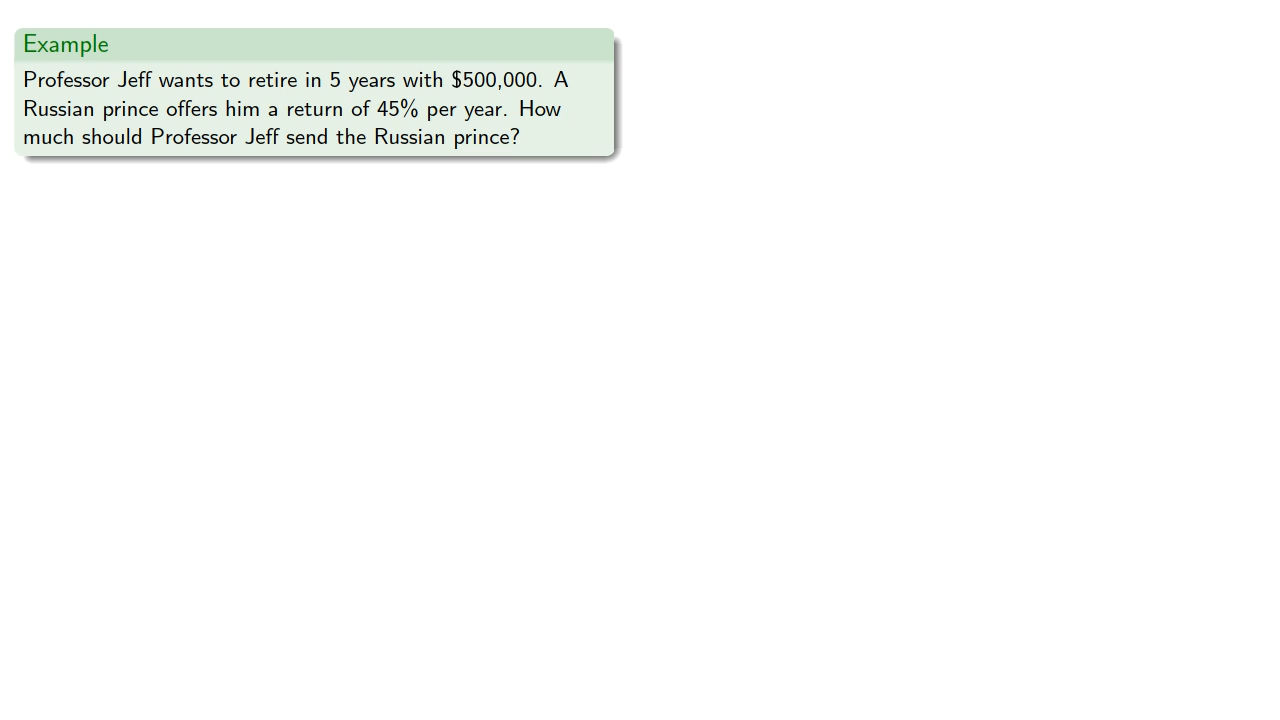 Example
Professor Jeff wants to retire in 5 years with $500,000. A
Russian prince offers him a return of 45% per year. How
much should Professor Jeff send the Russian prince?